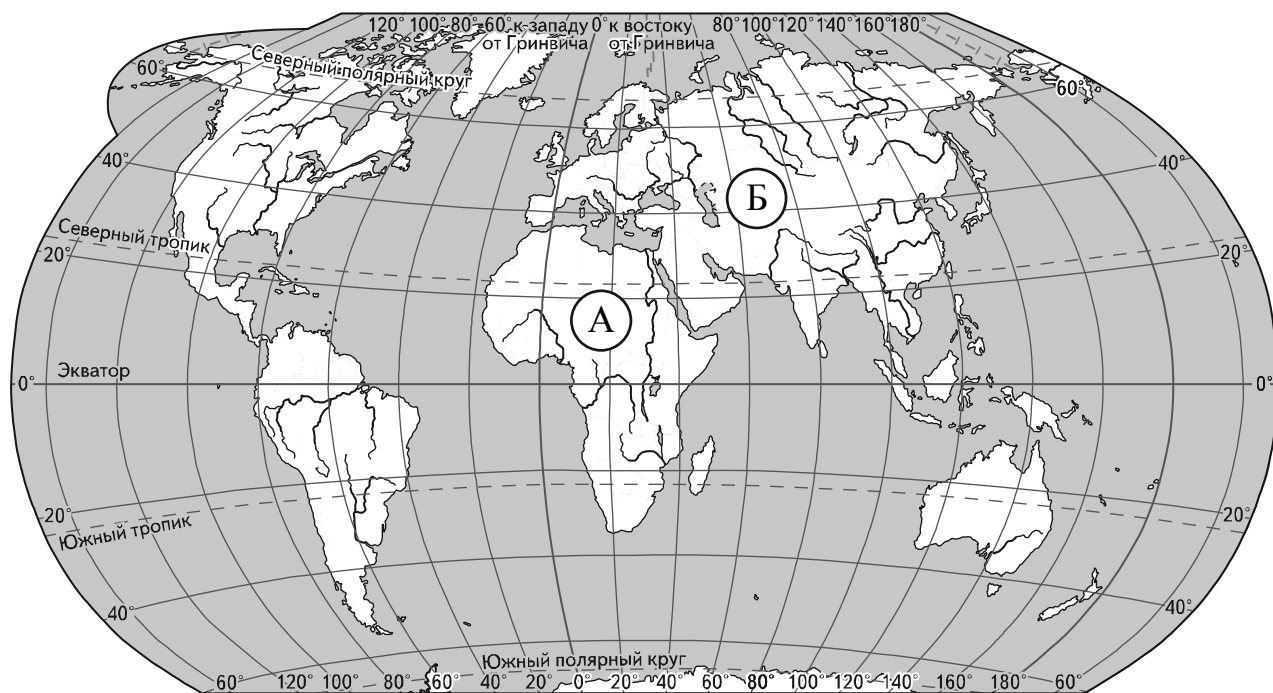 120° 100° 80° 60° к западу 0° к востоку 80° 100° 120° 140° 160° 180°
от Гринвича от Гринвича
Северный полярный круг
60° 60°
40° 40°
Б
Северный тропик
20° 20°
А
Экватор
0° 0°
20° 20°
Южный тропик
40° 40°
Южный полярный круг
60° 120° 100° 80° 60° 40° 20° 0° 20° 40° 60° 80° 100° 120° 140° 160° 180° 60°